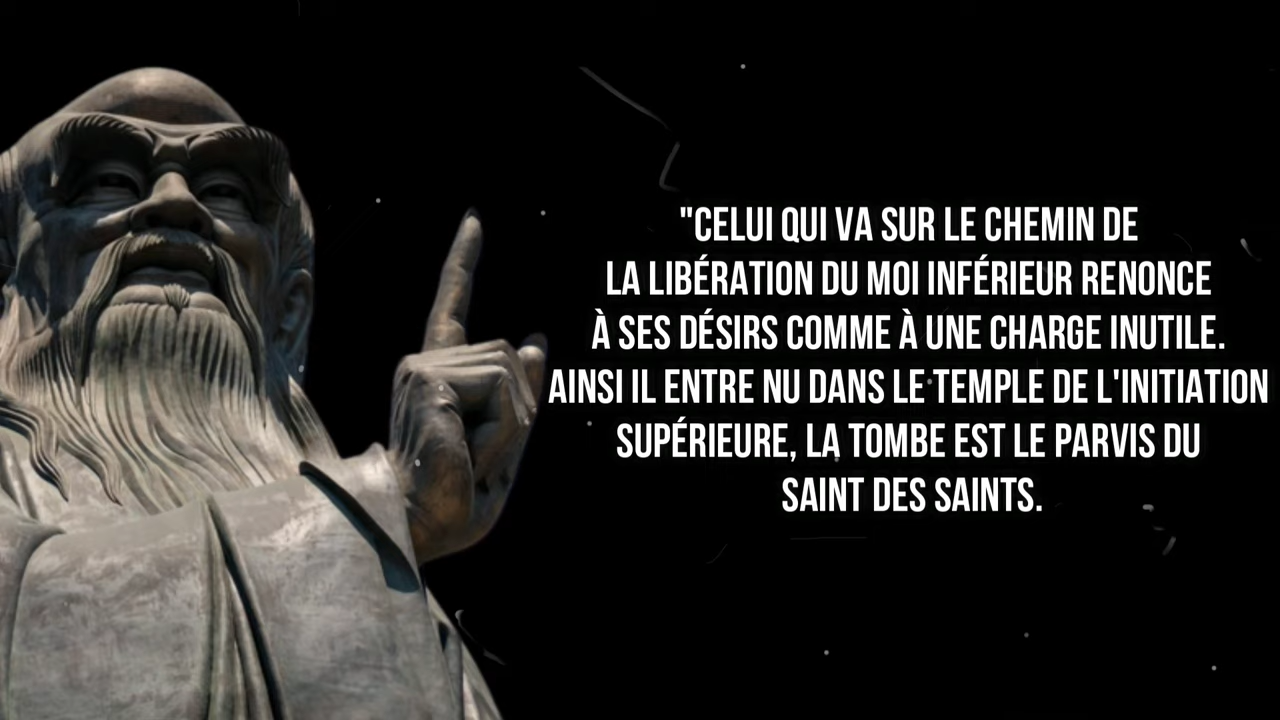 "CELUI QUI VA SUR LE CHEMIN DE
LA LIBÉRATION DU MOI INFÉRIEUR RENONCE
À SES DÉSIRS COMME À UNE CHARGE INUTILE.
AINSI IL ENTRE NU DANS LE TEMPLE DE L'INITIATION
SUPÉRIEURE, LA TOMBE EST LE PARVIS DU
SAINT DES SAINTS.